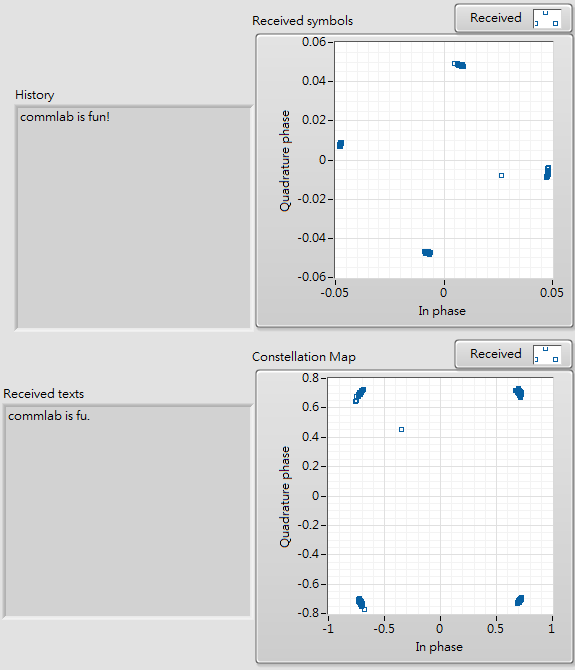 History
commlab is fun!
Received symbols
Received
Quadrature phase
0.06
0.04
0.02
0
-0.02
-0.04
-0.06
-0.05
0
0.05
In phase
Received texts
commlab is fu.
Constellation Map
Received
Quadrature phase
0.8
0.6
0.4
0.2
0
-0.2
-0.4
-0.6
-0.8
-1
-0.5
0
0.5
1
In phase